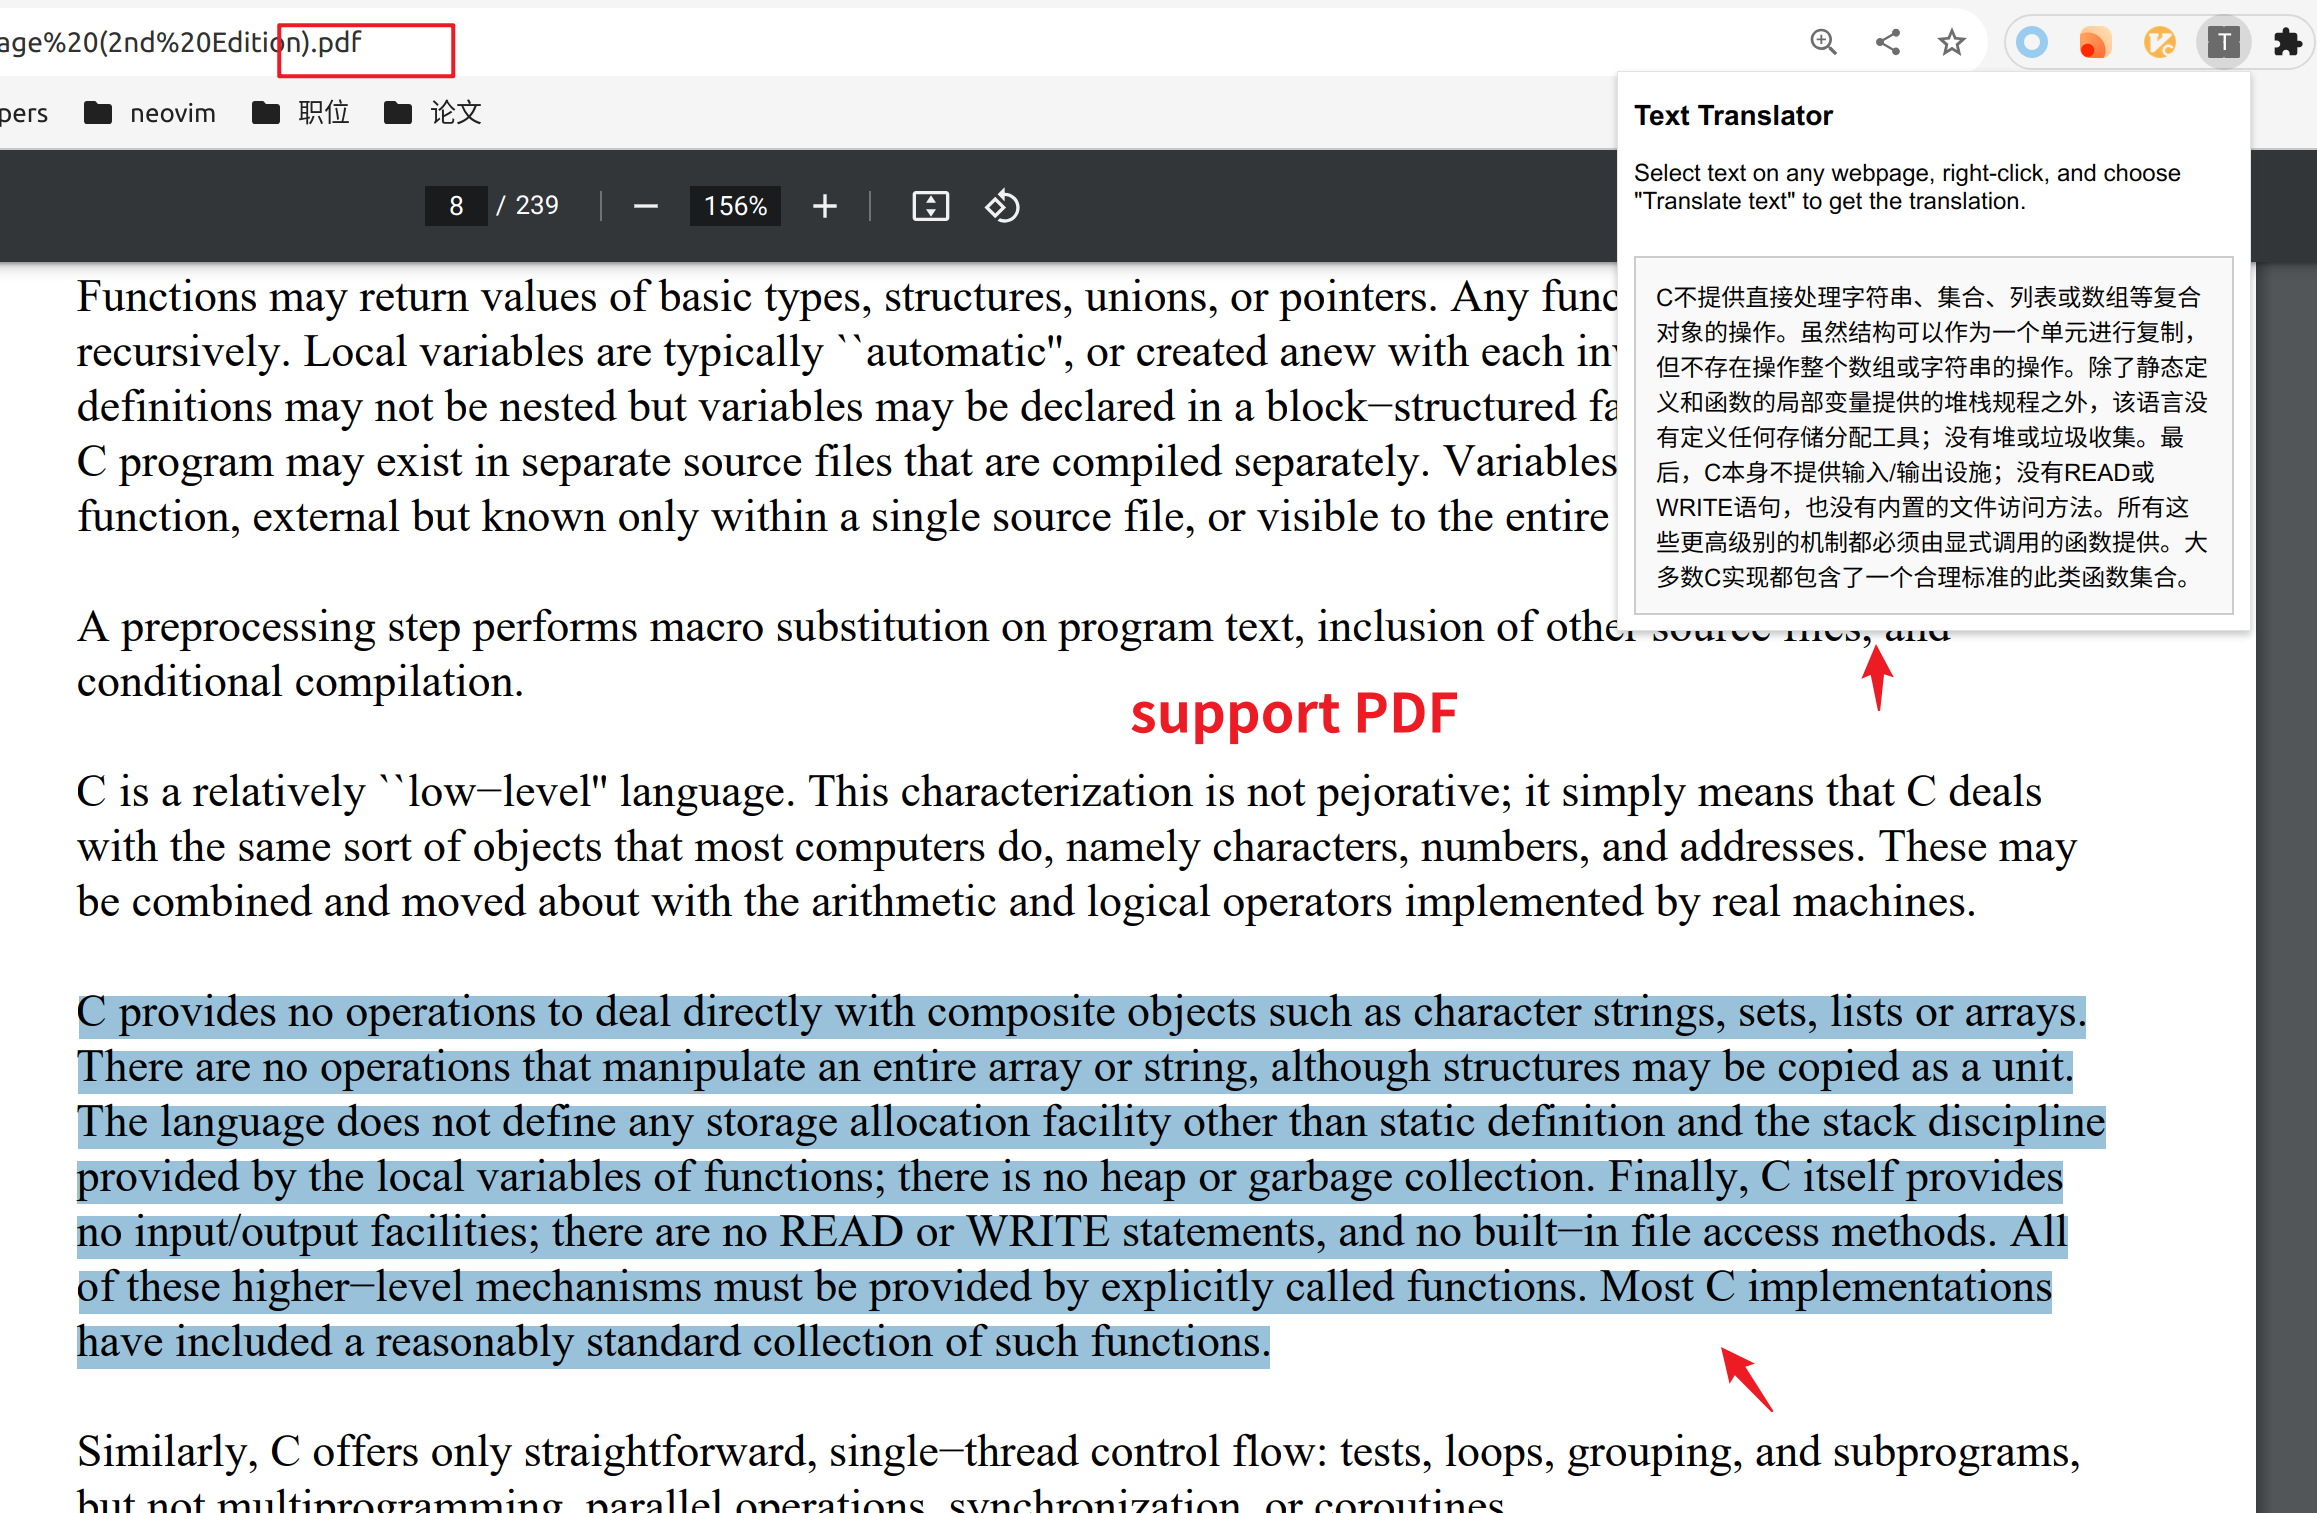 age%20(2nd%20Edition).pdf
T
pers
neovim
职位
论文
8 / 239
156%
Text Translator
Select text on any webpage, right-click, and choose
"Translate text" to get the translation.
C不提供直接处理字符串、集合、列表或数组等复合
对象的操作。虽然结构可以作为一个单元进行复制，
但不存在操作整个数组或字符串的操作。除了静态定
义和函数的局部变量提供的堆栈规程之外，该语言没
有定义任何存储分配工具；没有堆或垃圾收集。最
后，C本身不提供输入/输出设施；没有READ或
WRITE语句，也没有内置的文件访问方法。所有这
些更高级别的机制都必须由显式调用的函数提供。大
多数C实现都包含了一个合理标准的此类函数集合。
Functions may return values of basic types, structures, unions, or pointers. Any func
recursively. Local variables are typically ``automatic'', or created anew with each inv
definitions may not be nested but variables may be declared in a block−structured fa
C program may exist in separate source files that are compiled separately. Variables
function, external but known only within a single source file, or visible to the entire
A preprocessing step performs macro substitution on program text, inclusion of other source files, and
conditional compilation.
support PDF
C is a relatively ``low−level'' language. This characterization is not pejorative; it simply means that C deals
with the same sort of objects that most computers do, namely characters, numbers, and addresses. These may
be combined and moved about with the arithmetic and logical operators implemented by real machines.
C provides no operations to deal directly with composite objects such as character strings, sets, lists or arrays.
There are no operations that manipulate an entire array or string, although structures may be copied as a unit.
The language does not define any storage allocation facility other than static definition and the stack discipline
provided by the local variables of functions; there is no heap or garbage collection. Finally, C itself provides
no input/output facilities; there are no READ or WRITE statements, and no built−in file access methods. All
of these higher−level mechanisms must be provided by explicitly called functions. Most C implementations
have included a reasonably standard collection of such functions.
Similarly, C offers only straightforward, single−thread control flow: tests, loops, grouping, and subprograms,
but not multiprogramming, parallel operations, synchronization, or coroutines.